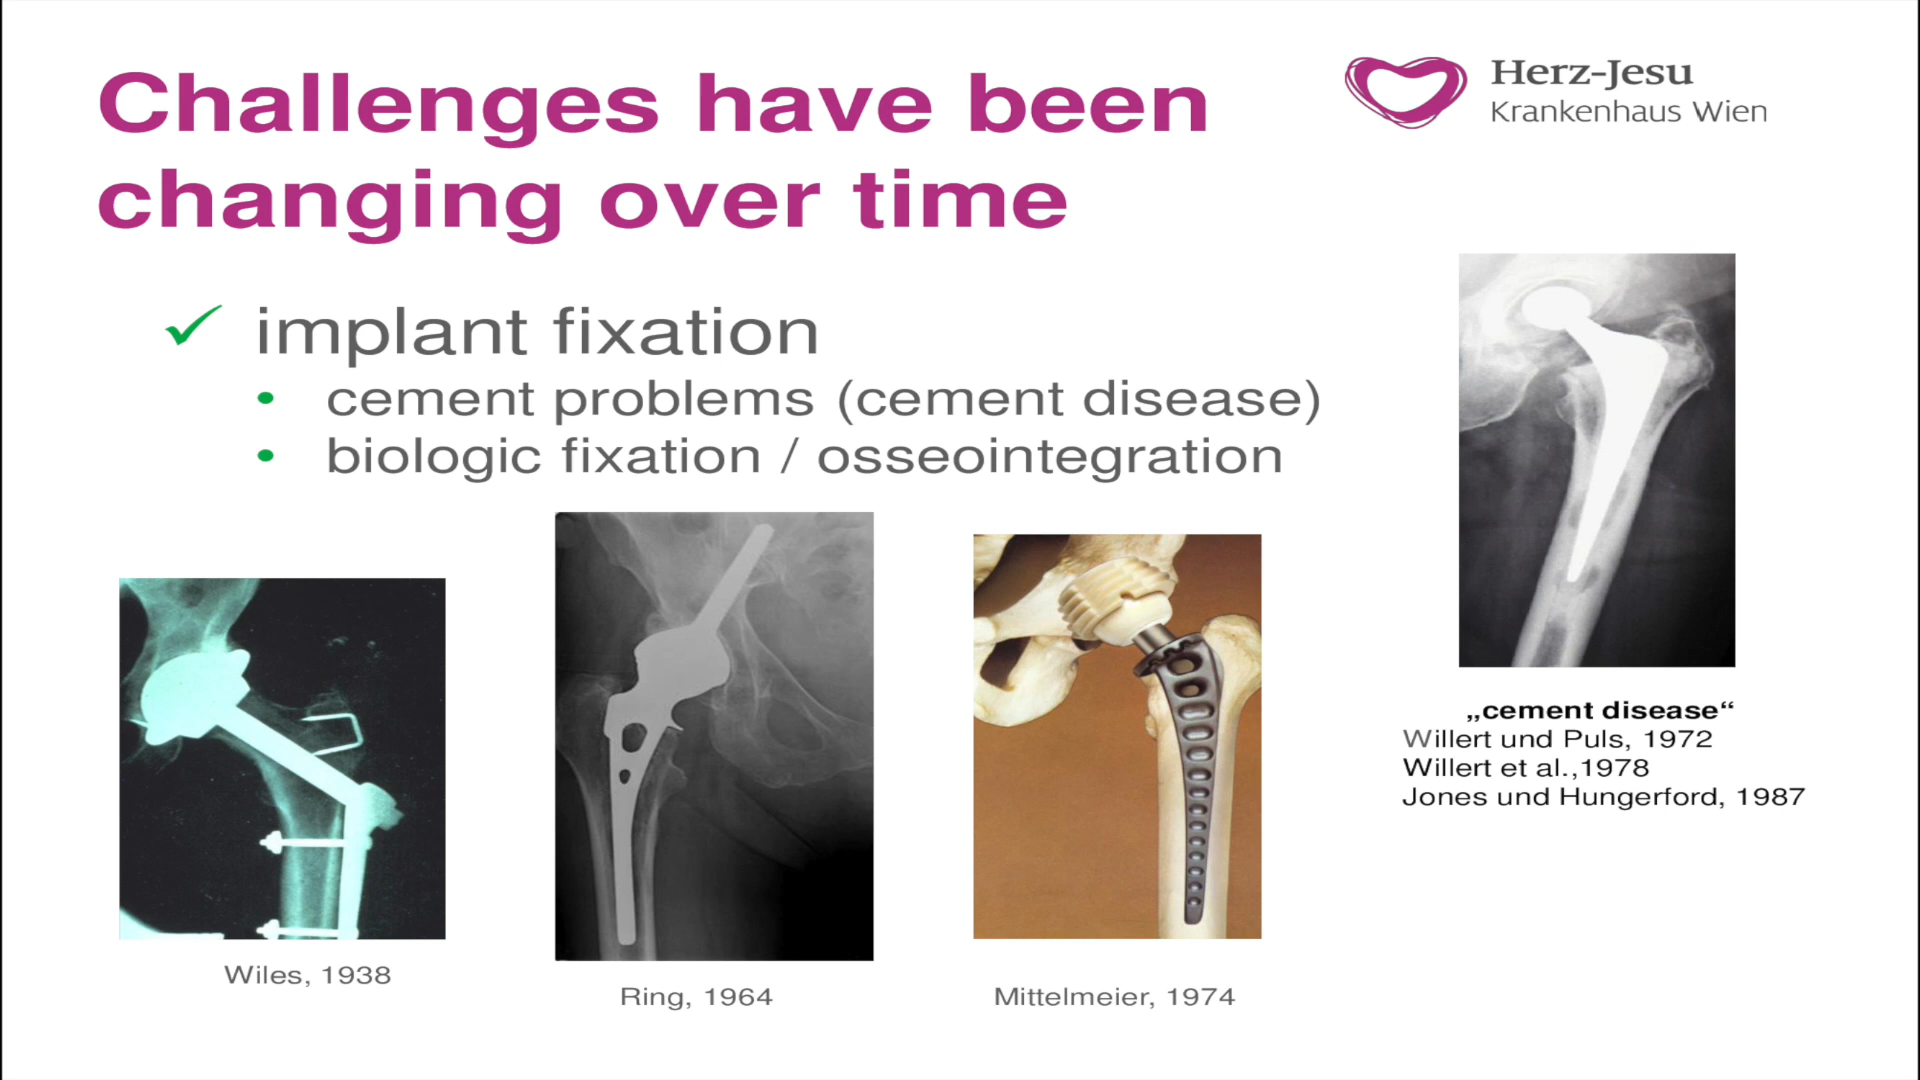 Challenges have been
changing over time
Herz-Jesu
Krankenhaus Wien
✓ implant fixation
• cement problems (cement disease)
• biologic fixation / osseointegration
Wiles, 1938
Ring, 1964
Mittelmeier, 1974
„cement disease“
Willert und Puls, 1972
Willert et al.,1978
Jones und Hungerford, 1987